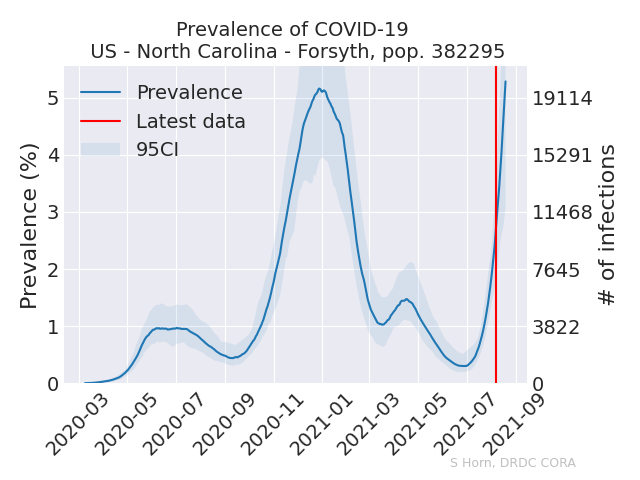 Prevalence of COVID-19
US - North Carolina - Forsyth, pop. 382295
Prevalence
Latest data
95CI
Prevalence (%)
5
4
3
2
1
0
19114
15291
11468
7645
3822
0
# of infections
2020-03
2020-05
2020-07
2020-09
2020-11
2021-01
2021-03
2021-05
2021-07
2021-09
S Horn, DRDC CORA